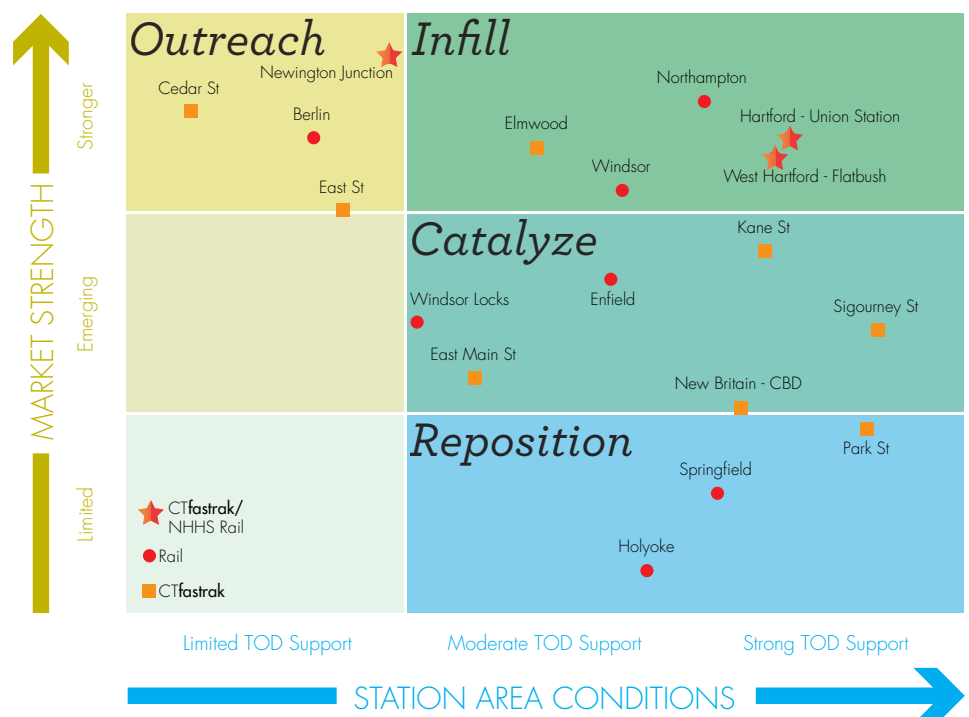 Outreach
Infill
Newington Junction
Cedar St
Berlin
East St
Northampton
Hartford - Union Station
Elmwood
Windsor
West Hartford - Flatbush
Catalyze
Kane St
Windsor Locks
Enfield
Sigourney St
East Main St
New Britain - CBD
Reposition
Park St
Springfield
Holyoke
CTfastrak/
NHHS Rail
Rail
CTfastrak
MARKET STRENGTH
Stronger
Emerging
Limited
Limited TOD Support
Moderate TOD Support
Strong TOD Support
STATION AREA CONDITIONS